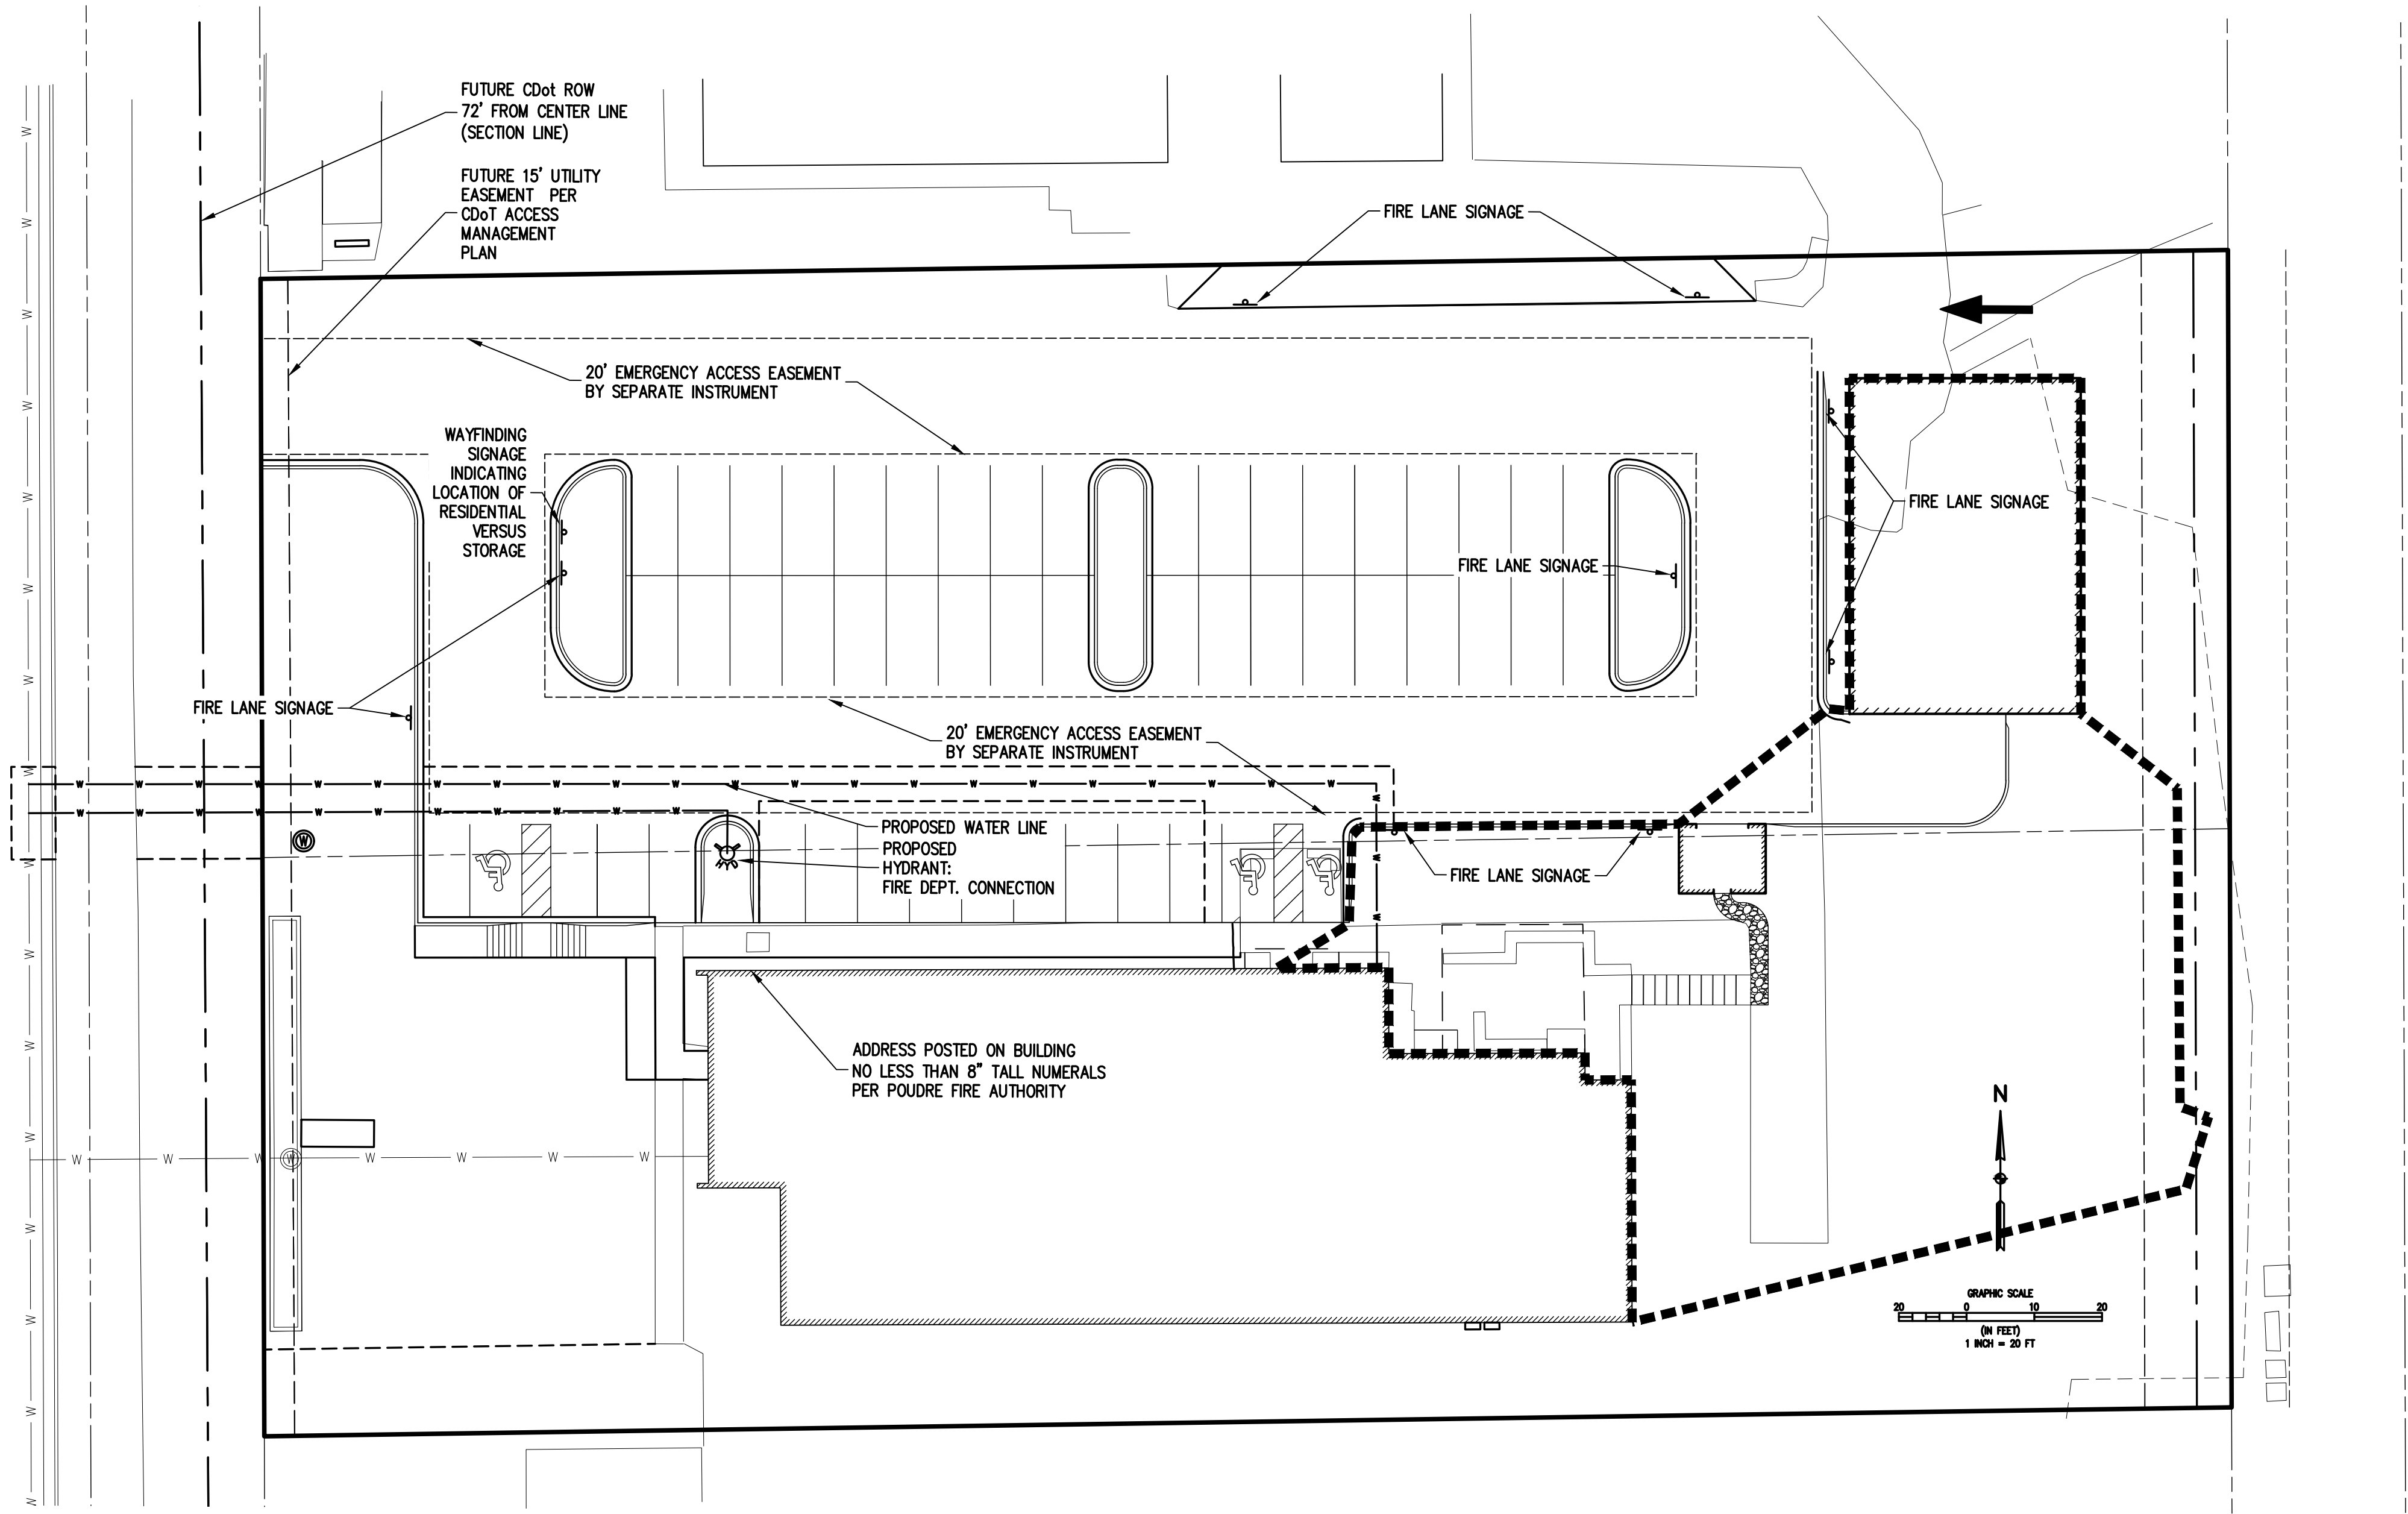 FUTURE CDot ROW
72' FROM CENTER LINE
(SECTION LINE)
FUTURE 15' UTILITY
EASEMENT PER
CDoT ACCESS
MANAGEMENT
PLAN
FIRE LANE SIGNAGE
20' EMERGENCY ACCESS EASEMENT
BY SEPARATE INSTRUMENT
WAYFINDING
SIGNAGE
INDICATING
LOCATION OF
RESIDENTIAL
VERSUS
STORAGE
FIRE LANE SIGNAGE
FIRE LANE SIGNAGE
FIRE LANE SIGNAGE
20' EMERGENCY ACCESS EASEMENT
BY SEPARATE INSTRUMENT
PROPOSED WATER LINE
PROPOSED
HYDRANT:
FIRE DEPT. CONNECTION
FIRE LANE SIGNAGE
ADDRESS POSTED ON BUILDING
NO LESS THAN 8" TALL NUMERALS
PER POUDRE FIRE AUTHORITY
N
GRAPHIC SCALE
20 0 10 20
(IN FEET)
1 INCH = 20 FT
W W W W W W W W W W W W W W W W
W W W W W W W W W W W W W W W W W W W W W W W W W W
W W W W W W W W W W W W
W
W W W W W W W W